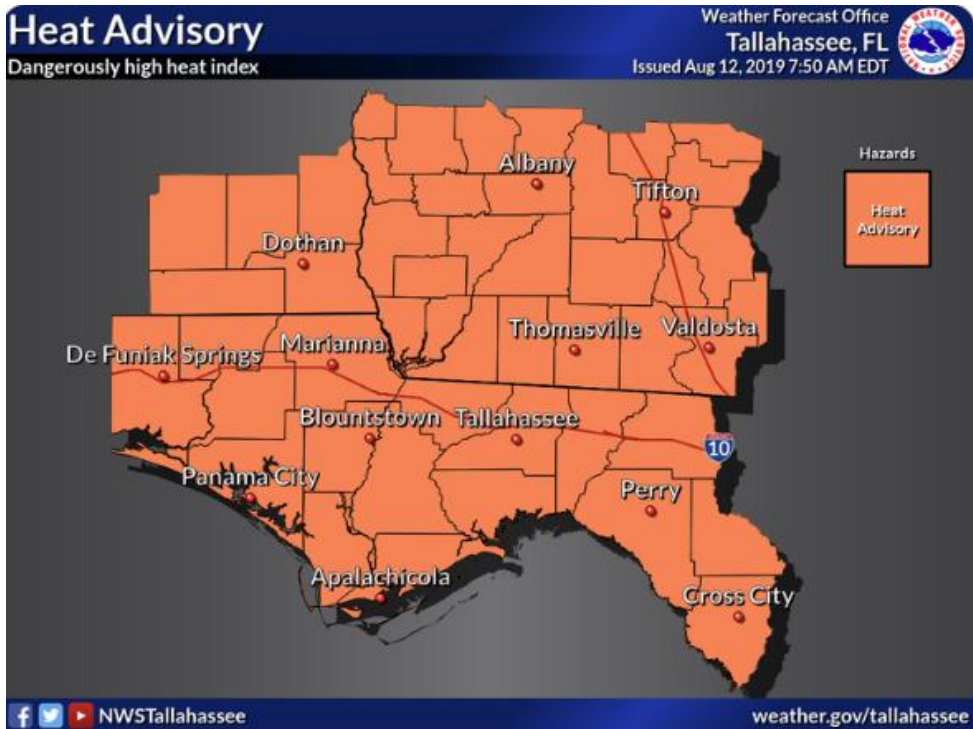 Heat Advisory
Dangerously high heat index
Weather Forecast Office
Tallahassee, FL
Issued Aug 12, 2019 7:50 AM EDT
Hazards
Heat
Advisory
Albany
Tifton
Dothan
Thomasville
Valdosta
De Funiak Springs
Marianna
Blountstown
Tallahassee
10
Panama City
Perry
Apalachicola
Cross City
NWSTallahassee
weather.gov/tallahassee